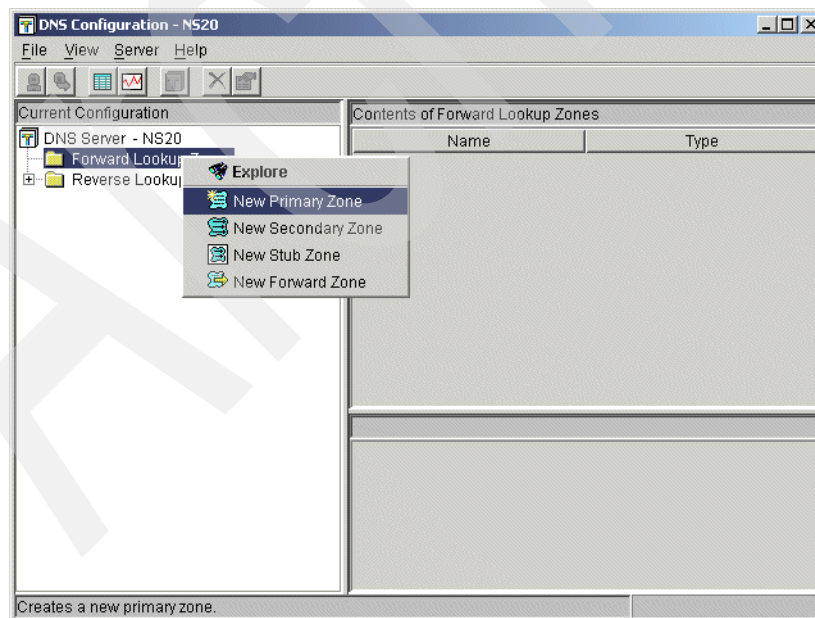 DNS Configuration - NS20
File View Server Help
Current Configuration
Contents of Forward Lookup Zones
DNS Server - NS20
Name
Type
Forward Lookup
Reverse Lookup
Explore
New Primary Zone
New Secondary Zone
New Stub Zone
New Forward Zone
Creates a new primary zone.